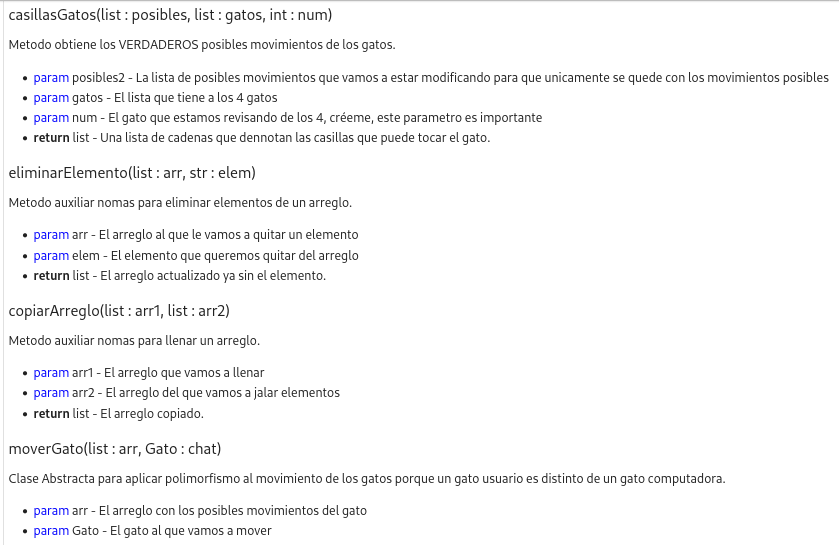 casillasGatos(list : posibles, list : gatos, int : num)
Metodo obtiene los VERDADEROS posibles movimientos de los gatos.
• param posibles2 - La lista de posibles movimientos que vamos a estar modificando para que unicamente se quede con los movimientos posibles
• param gatos - El lista que tiene a los 4 gatos
• param num - El gato que estamos revisando de los 4, créeme, este parametro es importante
• return list - Una lista de cadenas que dennotan las casillas que puede tocar el gato.
eliminarElemento(list : arr, str : elem)
Metodo auxiliar nomas para eliminar elementos de un arreglo.
• param arr - El arreglo al que le vamos a quitar un elemento
• param elem - El elemento que queremos quitar del arreglo
• return list - El arreglo actualizado ya sin el elemento.
copiarArreglo(list : arr1, list : arr2)
Metodo auxiliar nomas para llenar un arreglo.
• param arr1 - El arreglo que vamos a llenar
• param arr2 - El arreglo del que vamos a jalar elementos
• return list - El arreglo copiado.
moverGato(list : arr, Gato : chat)
Clase Abstracta para aplicar polimorfismo al movimiento de los gatos porque un gato usuario es distinto de un gato computadora.
• param arr - El arreglo con los posibles movimientos del gato
• param Gato - El gato al que vamos a mover